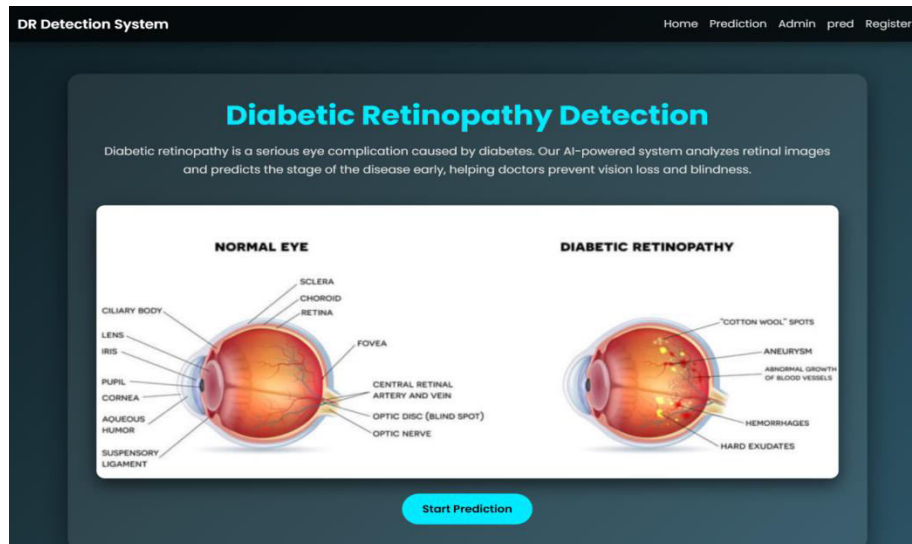 DR Detection System
Home Prediction Admin pred Register
Diabetic Retinopathy Detection
Diabetic retinopathy is a serious eye complication caused by diabetes. Our AI-powered system analyzes retinal images
and predicts the stage of the disease early, helping doctors prevent vision loss and blindness.
NORMAL EYE
SCLERA
CHOROID
RETINA
CILIARY BODY
LENS
IRIS
PUPIL
CORNEA
AQUEOUS
HUMOR
SUSPENSORY
LIGAMENT
FOVEA
CENTRAL RETINAL
ARTERY AND VEIN
OPTIC DISC (BLIND SPOT)
OPTIC NERVE
DIABETIC RETINOPATHY
"COTTON WOOL" SPOTS
ANEURYSM
ABNORMAL GROWTH
OF BLOOD VESSELS
HEMORRHAGES
HARD EXUDATES
Start Prediction